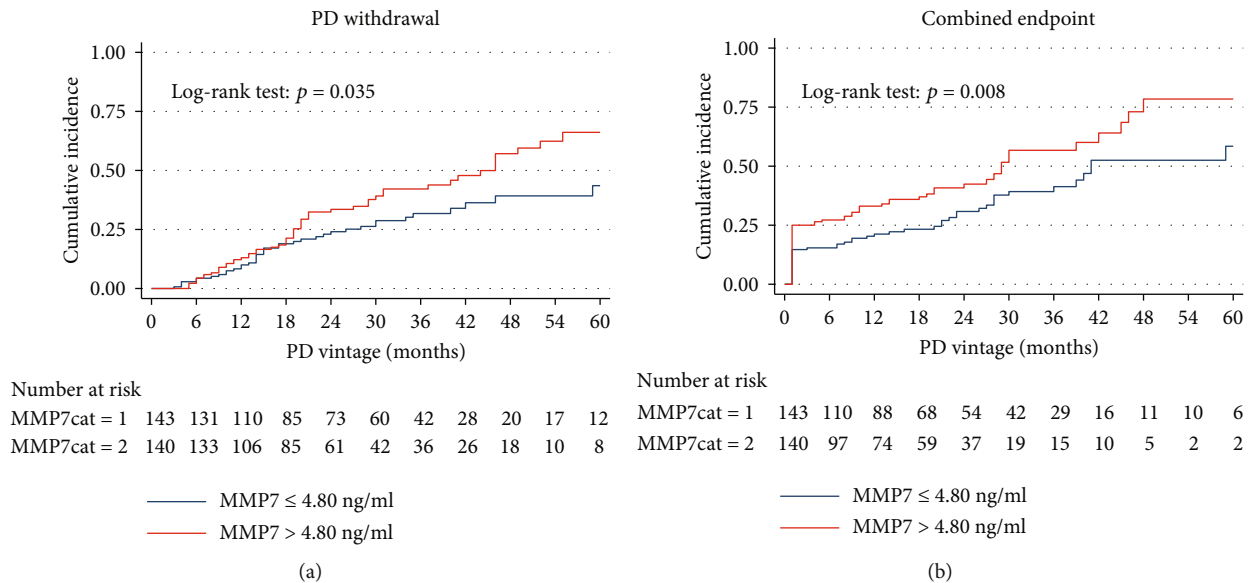 PD withdrawal
1.00
0.75
0.50
0.25
0.00
Cumulative incidence
Log-rank test: p = 0.035
0 6 12 18 24 30 36 42 48 54 60
PD vintage (months)
Number at risk
MMP7cat = 1 143 131 110 85 73 60 42 28 20 17 12
MMP7cat = 2 140 133 106 85 61 42 36 26 18 10 8
MMP7 ≤ 4.80 ng/ml
MMP7 > 4.80 ng/ml
(a)
Combined endpoint
1.00
0.75
0.50
0.25
0.00
Cumulative incidence
Log-rank test: p = 0.008
0 6 12 18 24 30 36 42 48 54 60
PD vintage (months)
Number at risk
MMP7cat = 1 143 110 88 68 54 42 29 16 11 10 6
MMP7cat = 2 140 97 74 59 37 19 15 10 5 2 2
MMP7 ≤ 4.80 ng/ml
MMP7 > 4.80 ng/ml
(b)